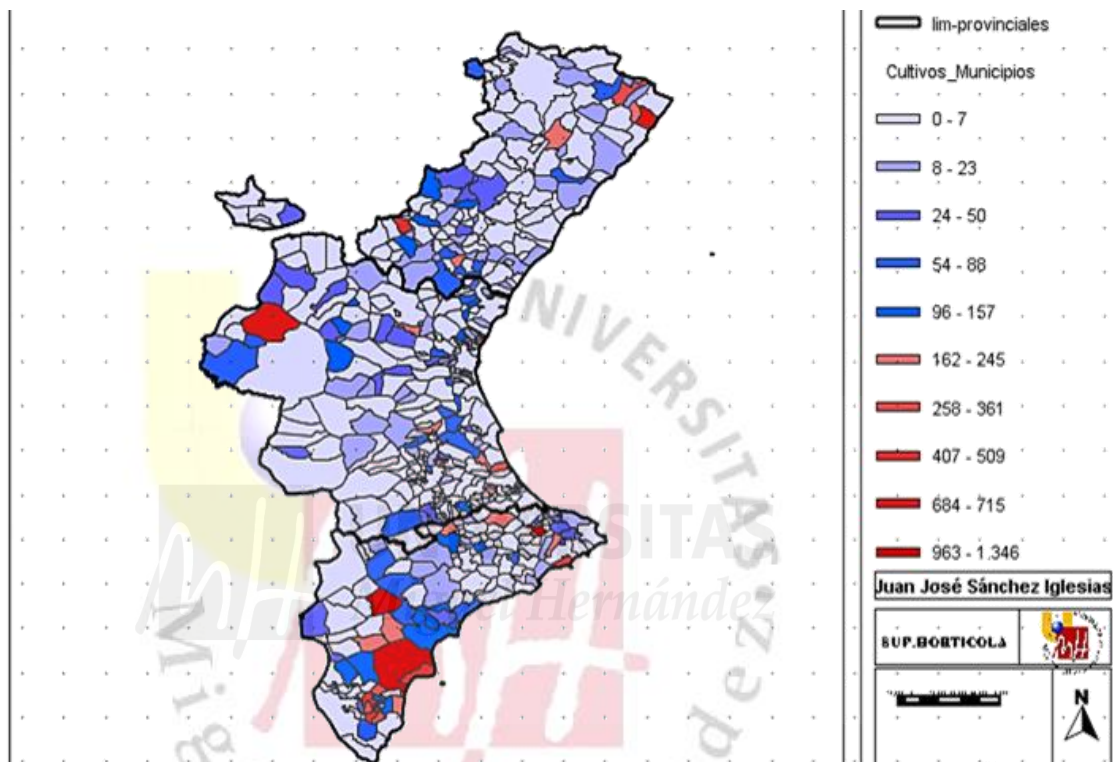 lim-provinciales
Cultivos_Municipios
0 - 7
8 - 23
24 - 50
54 - 88
96 - 157
162 - 245
258 - 361
407 - 509
684 - 715
963 - 1.346
Juan José Sánchez Iglesias
SUP.HORTICOLA
MH
N
UNIVERSITAS
Miguel Hernández